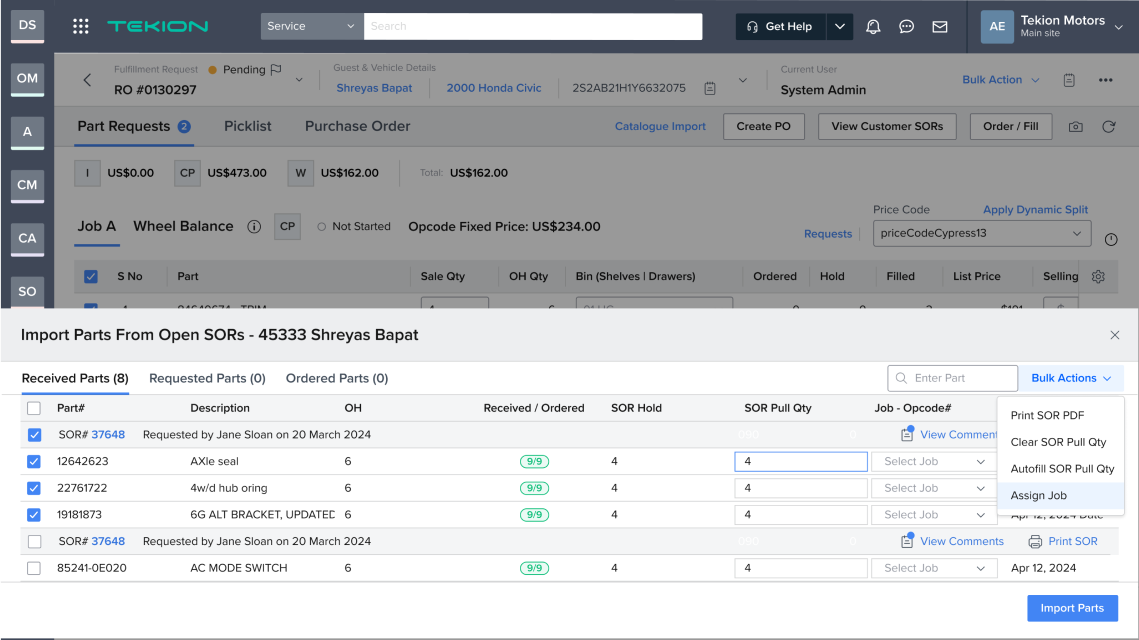 DS
TEKION
Service
Search
Get Help
AE
Tekion Motors
Main site
OM
A
CM
CA
SO
Fulfillment Request
Pending
RO #0130297
Guest & Vehicle Details
Shreyas Bapat
2000 Honda Civic
2S2AB21H1Y6632075
Current User
System Admin
Bulk Action
Part Requests 2
Picklist
Purchase Order
Catalogue Import
Create PO
View Customer SORs
Order / Fill
I US$0.00
CP US$473.00
W US$162.00
Total: US$162.00
Job A
Wheel Balance
CP
Not Started
Opcode Fixed Price: US$234.00
Requests
Price Code
Apply Dynamic Split
priceCodeCypress13
S No Part Sale Qty OH Qty Bin (Shelves | Drawers) Ordered Hold Filled List Price Selling
Import Parts From Open SORs - 45333 Shreyas Bapat
Received Parts (8)
Requested Parts (0)
Ordered Parts (0)
Enter Part
Bulk Actions
Part# Description OH Received / Ordered SOR Hold SOR Pull Qty Job - Opcode#
Print SOR PDF
Clear SOR Pull Qty
Autofill SOR Pull Qty
Assign Job
SOR# 37648 Requested by Jane Sloan on 20 March 2024 View Comment
12642623 AXle seal 6 9/9 4 4 Select Job
22761722 4w/d hub oring 6 9/9 4 4 Select Job
19181873 6G ALT BRACKET, UPDATED 6 9/9 4 4 Select Job Apr 12, 2024 Date
SOR# 37648 Requested by Jane Sloan on 20 March 2024 View Comments Print SOR
85241-0E020 AC MODE SWITCH 6 9/9 4 4 Select Job Apr 12, 2024
Import Parts